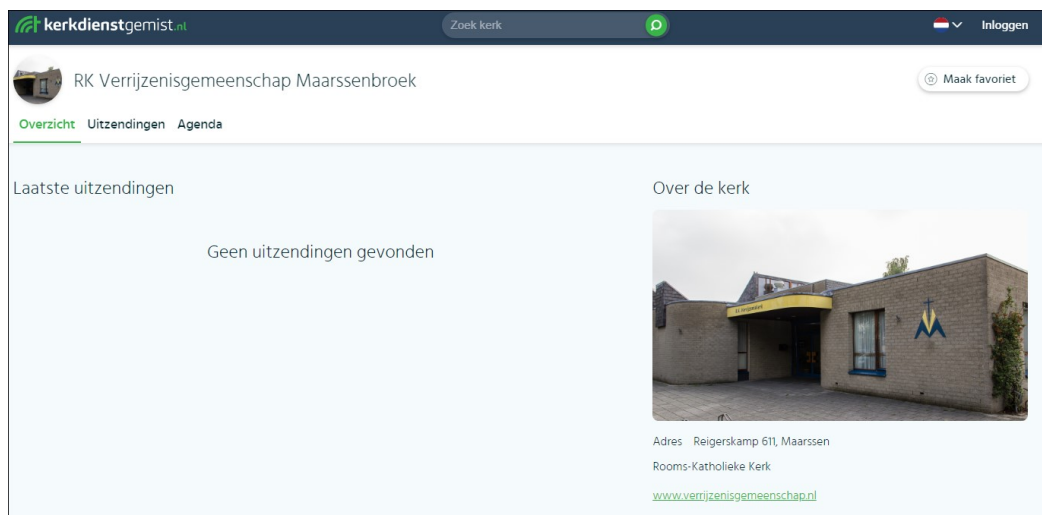 kerkdienstgemist.nl
Zoek kerk
Inloggen
RK Verrijzenisgemeenschap Maarssenbroek
Maak favoriet
Overzicht Uitzendingen Agenda
Laatste uitzendingen
Over de kerk
Geen uitzendingen gevonden
Adres Reigerskamp 611, Maarssen
Rooms-Katholieke Kerk
www.verrijzenisgemeenschap.nl